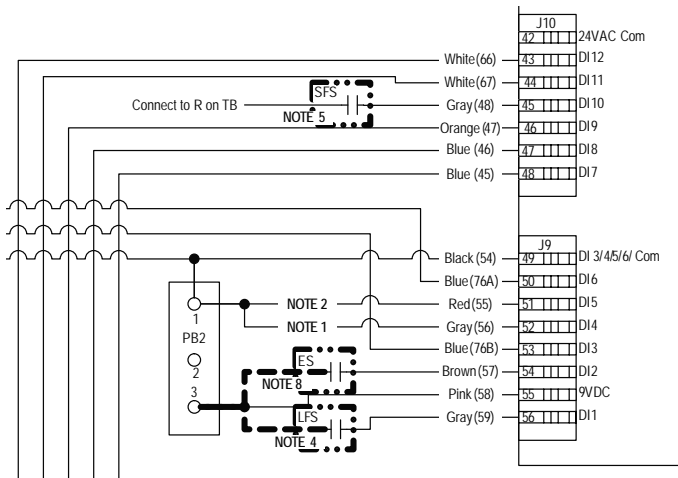 J10
42 24VAC Com
White (66) 43 DI12
White (67) 44 DI11
SFS
Connect to R on TB Gray (48) 45 DI10
NOTE 5
Orange (47) 46 DI9
Blue (46) 47 DI8
Blue (45) 48 DI7
J9
Black (54) 49 DI 3/4/5/6/ Com
Blue (76A) 50 DI6
NOTE 2 Red (55) 51 DI5
1
NOTE 1 Gray (56) 52 DI4
PB2
Blue (76B) 53 DI3
ES
2
Brown (57) 54 DI2
NOTE 8
3
Pink (58) 55 9VDC
LFS
Gray (59) 56 DI1
NOTE 4